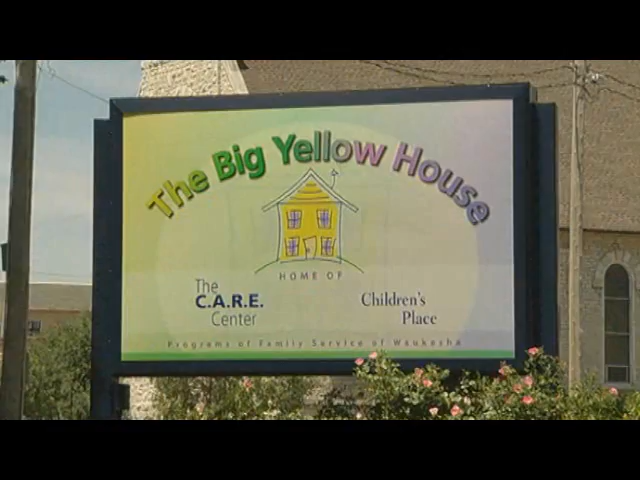 The Big Yellow House
HOME OF
The
C.A.R.E.
Center
Children's
Place
Programs of Family Service of Waukesha